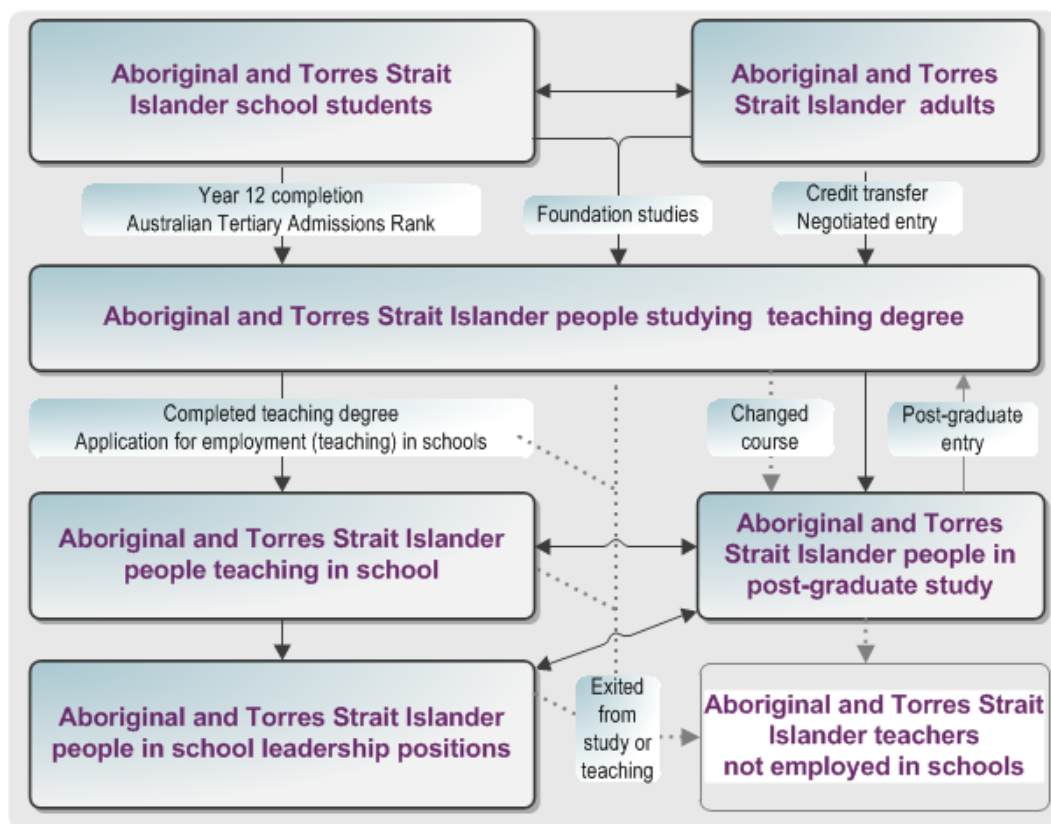 Aboriginal and Torres Strait
Islander school students
Aboriginal and Torres
Strait Islander adults
Year 12 completion
Australian Tertiary Admissions Rank
Foundation studies
Credit transfer
Negotiated entry
Aboriginal and Torres Strait Islander people studying teaching degree
Completed teaching degree
Application for employment (teaching) in schools
Changed
course
Post-graduate
entry
Aboriginal and Torres Strait Islander
people teaching in school
Aboriginal and Torres
Strait Islander people in
post-graduate study
Aboriginal and Torres Strait Islander
people in school leadership positions
Exited
from
study or
teaching
Aboriginal and Torres Strait
Islander teachers
not employed in schools